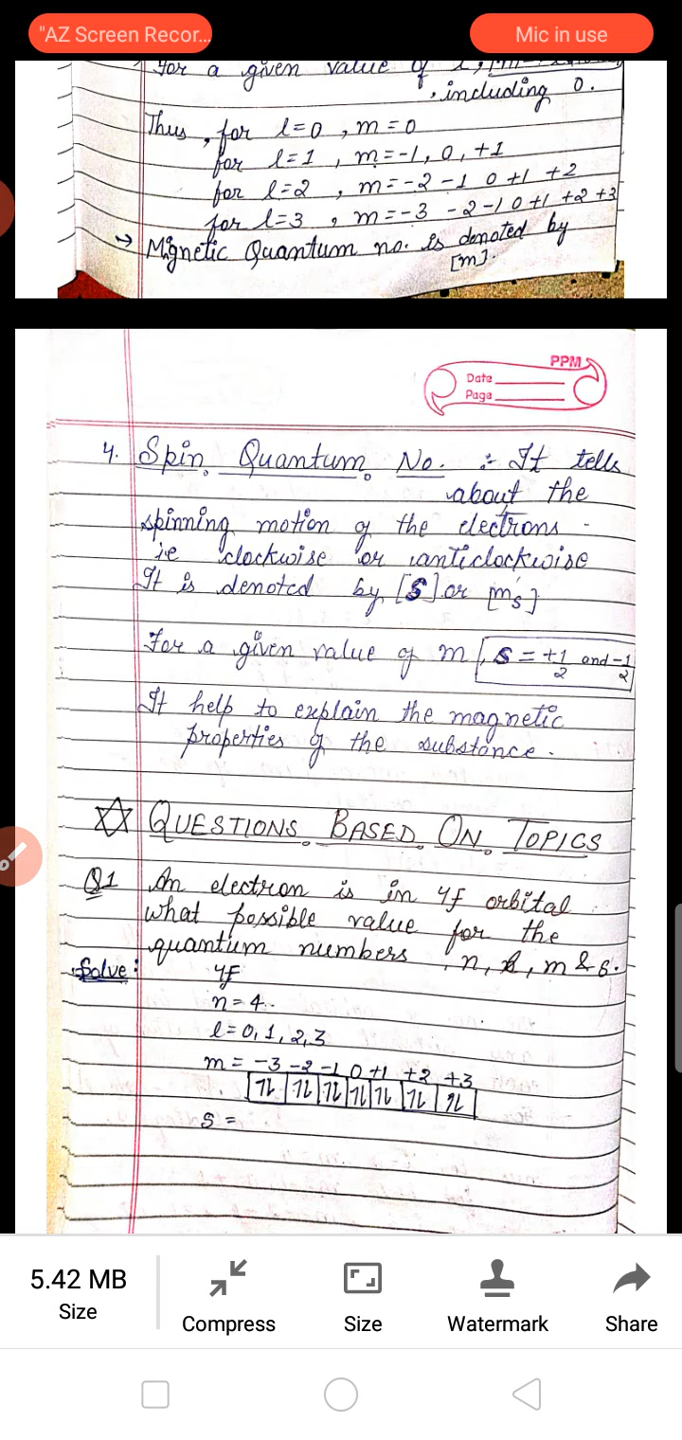 "AZ Screen Recor...
Mic in use
For a given value of l,
, including 0.
Thus, for l=0, m=0
for l=1, m=-1, 0, +1
for l=2, m=-2 -1 0 +1 +2
for l=3, m=-3 -2 -1 0 +1 +2 +3
→ Mignetic Quantum no. is denoted by
[m].
PPM
Date
Page
4. Spin Quantum No. :- It tells
about the
spinning motion of the electrons -
i.e clockwise or anticlockwise
It is denoted by [S] or [ms]
For a given value of m, s = +1/2 and -1/2
It help to explain the magnetic
properties of the substance.
QUESTIONS BASED ON TOPICS
Q1 An electron is in 4f orbital
what possible value for the
quantum numbers n, l, m & s.
Solve: 4f
n=4.
l=0, 1, 2, 3
m = -3 -2 -1 0 +1 +2 +3
s =
5.42 MB
Size
Compress
Size
Watermark
Share